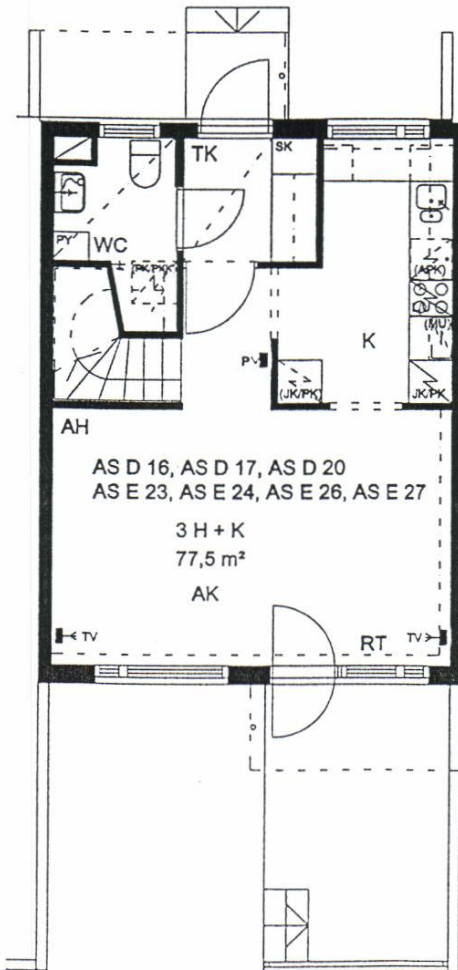 TK
SK
PY
WC
(PK/PKK)
(APK)
(MU)
K
PV
(JK/PK)
JK/PK
AH
AS D 16, AS D 17, AS D 20
AS E 23, AS E 24, AS E 26, AS E 27
3 H + K
77,5 m²
AK
TV
RT
TV